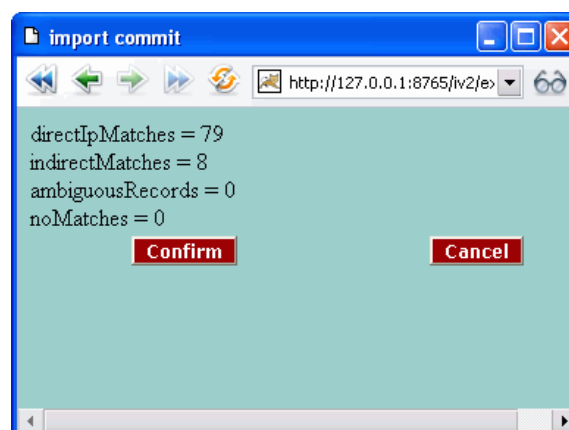 import commit
http://127.0.0.1:8765/iv2/e
directIpMatches = 79
indirectMatches = 8
ambiguousRecords = 0
noMatches = 0
Confirm Cancel